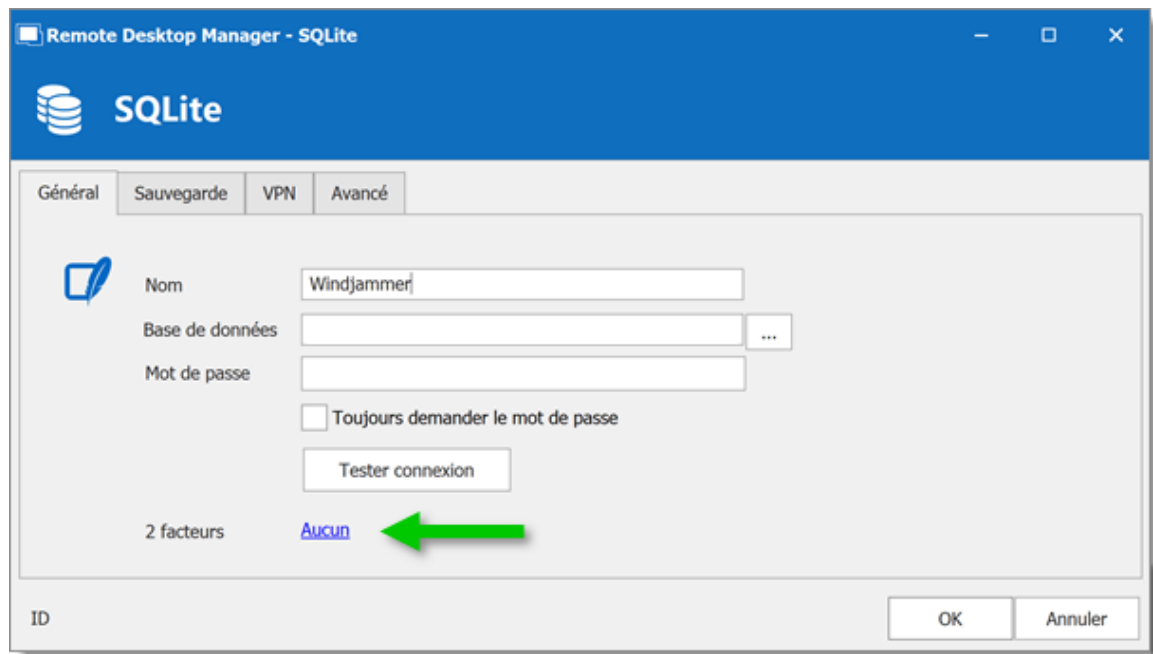 Remote Desktop Manager - SQLite
SQLite
Général Sauvegarde VPN Avancé
Nom Windjammer
Base de données ...
Mot de passe
Toujours demander le mot de passe
Tester connexion
2 facteurs Aucun
ID OK Annuler